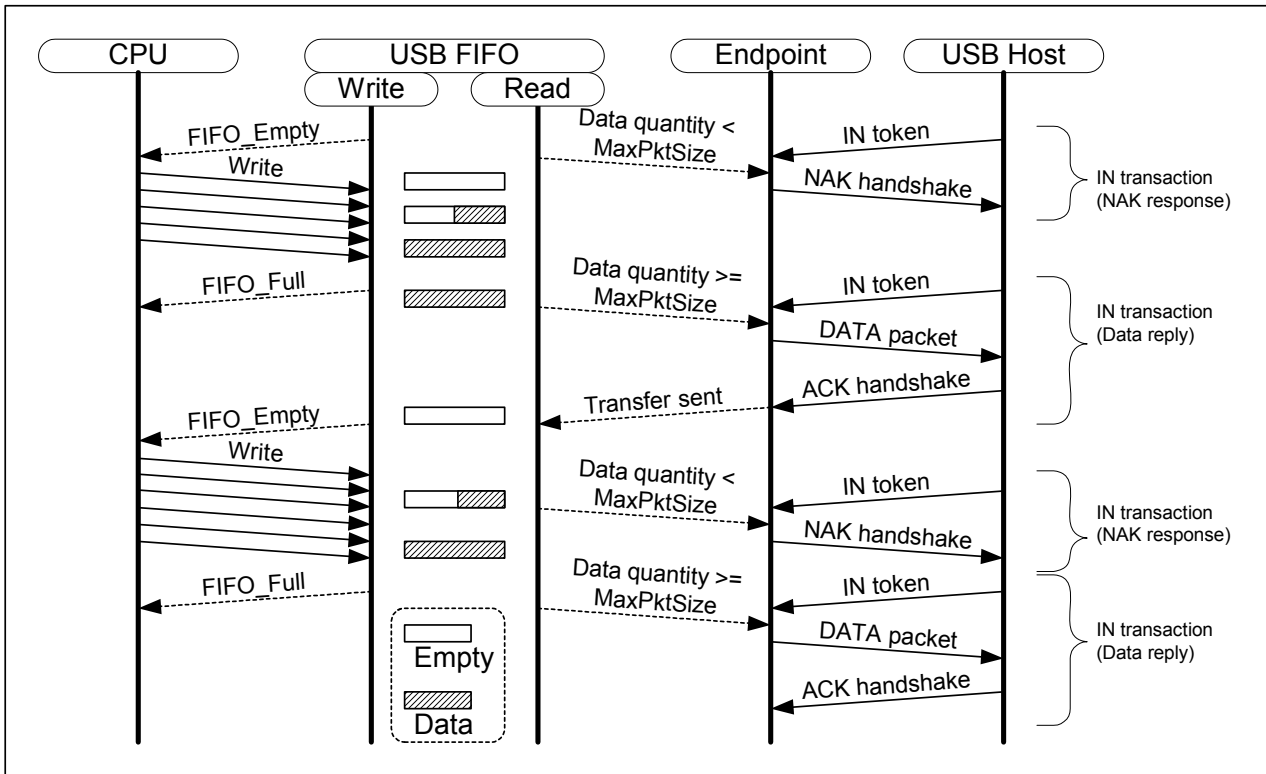 CPU
USB FIFO
Endpoint
USB Host
Write
Read
FIFO_Empty
Data quantity <
MaxPktSize
IN token
Write
NAK handshake
IN transaction
(NAK response)
FIFO_Full
Data quantity >=
MaxPktSize
IN token
IN transaction
(Data reply)
DATA packet
ACK handshake
Transfer sent
FIFO_Empty
Write
Data quantity <
MaxPktSize
IN token
IN transaction
(NAK response)
NAK handshake
FIFO_Full
Data quantity >=
MaxPktSize
IN token
DATA packet
IN transaction
(Data reply)
Empty
ACK handshake
Data